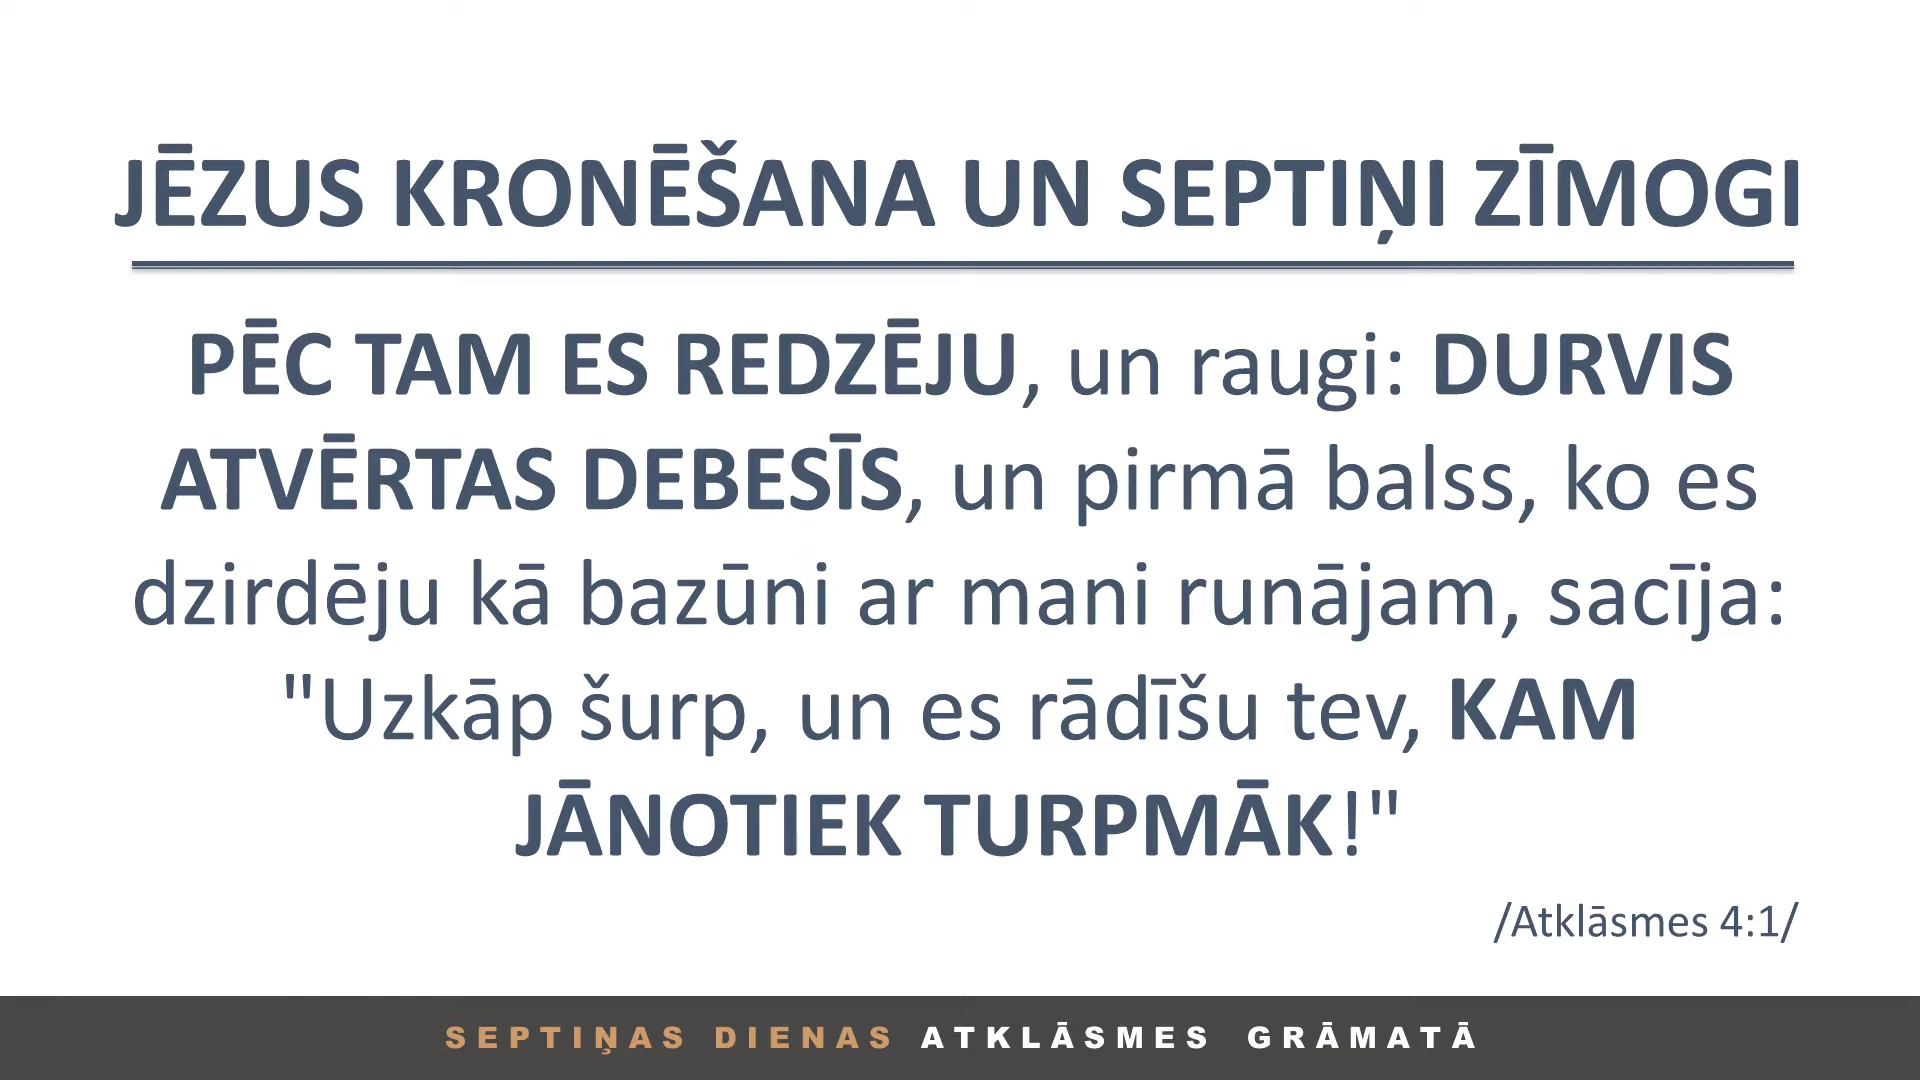 JĒZUS KRONĒŠANA UN SEPTIŅI ZĪMOGI
PĒC TAM ES REDZĒJU, un raugi: DURVIS
ATVĒRTAS DEBESĪS, un pirmā balss, ko es
dzirdēju kā bazūni ar mani runājam, sacīja:
"Uzkāp šurp, un es rādīšu tev, KAM
JĀNOTIEK TURPMĀK!"
/Atklāsmes 4:1/
SEPTIŅAS DIENAS ATKLĀSMES GRĀMATĀ